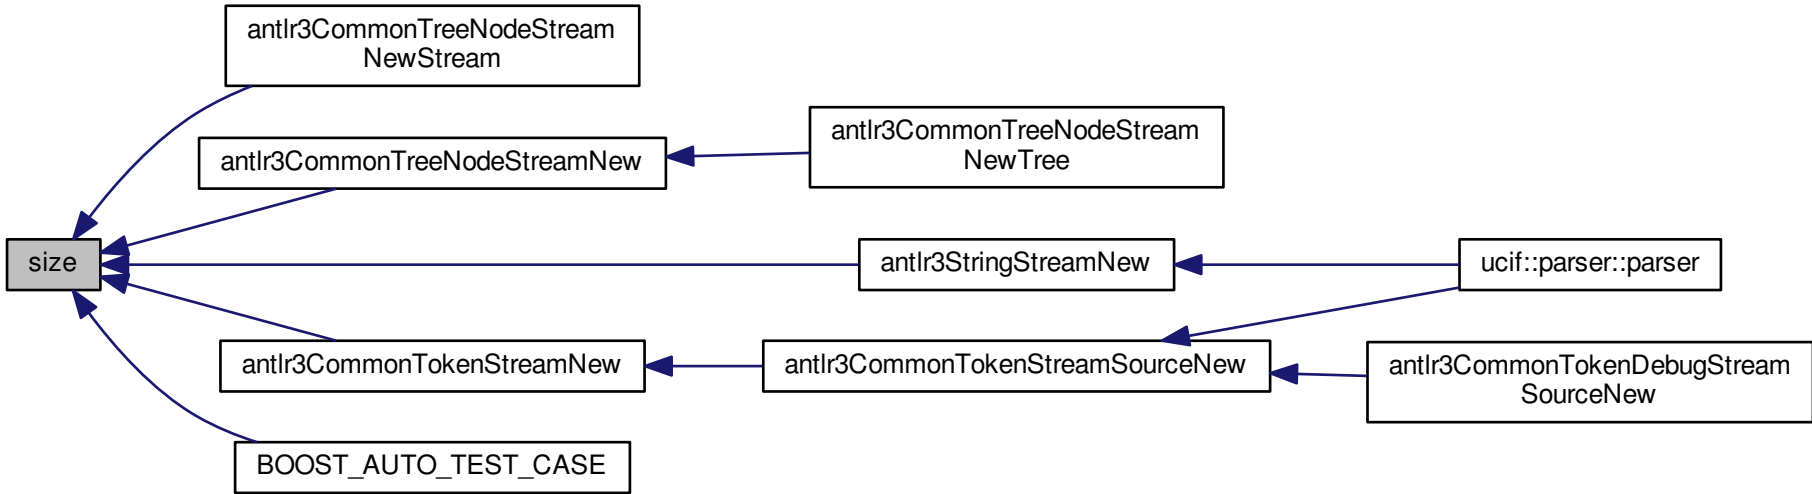 antlr3CommonTreeNodeStream
NewStream
antlr3CommonTreeNodeStreamNew
antlr3CommonTreeNodeStream
NewTree
size
antlr3StringStreamNew
ucif::parser::parser
antlr3CommonTokenStreamNew
antlr3CommonTokenStreamSourceNew
antlr3CommonTokenDebugStream
SourceNew
BOOST_AUTO_TEST_CASE